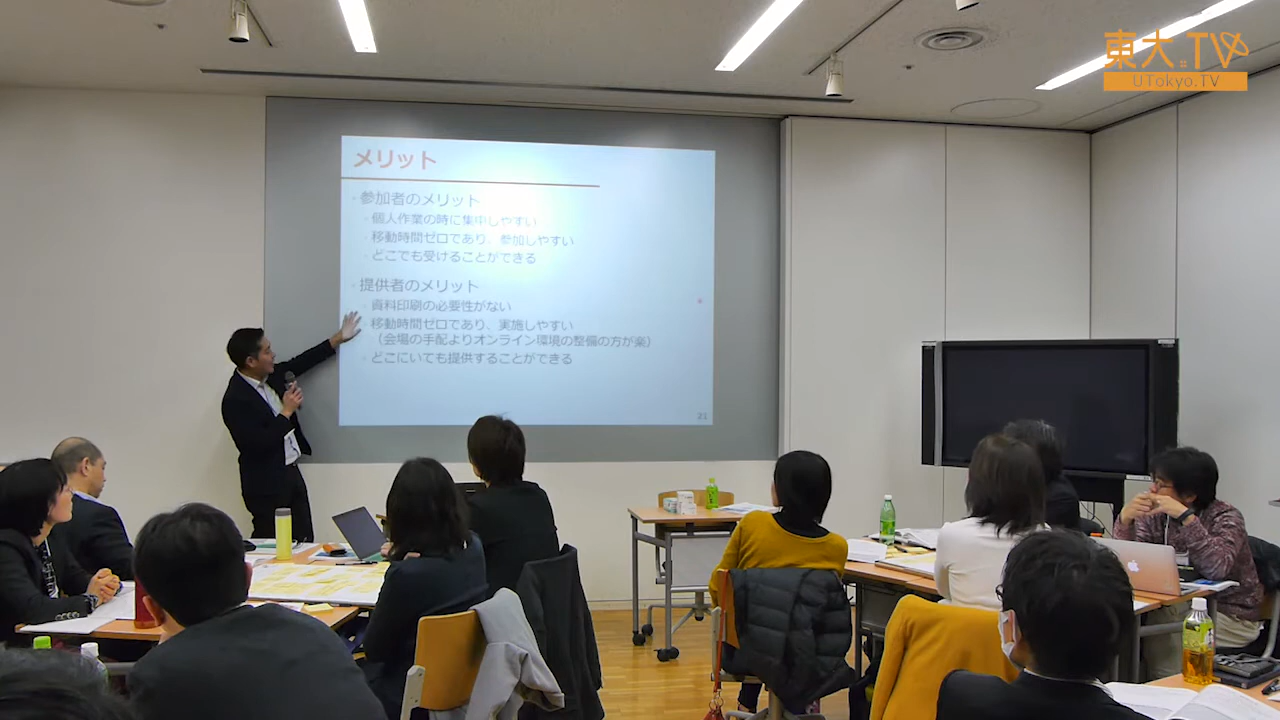 東大TV
UTokyo.TV
メリット
参加者のメリット
個人作業の時に集中しやすい
移動時間ゼロであり、参加しやすい
どこでも受けることができる
提供者のメリット
資料印刷の必要性がない
移動時間ゼロであり、実施しやすい
（会場の手配よりオンライン環境の整備の方が楽）
どこにいても提供することができる
21